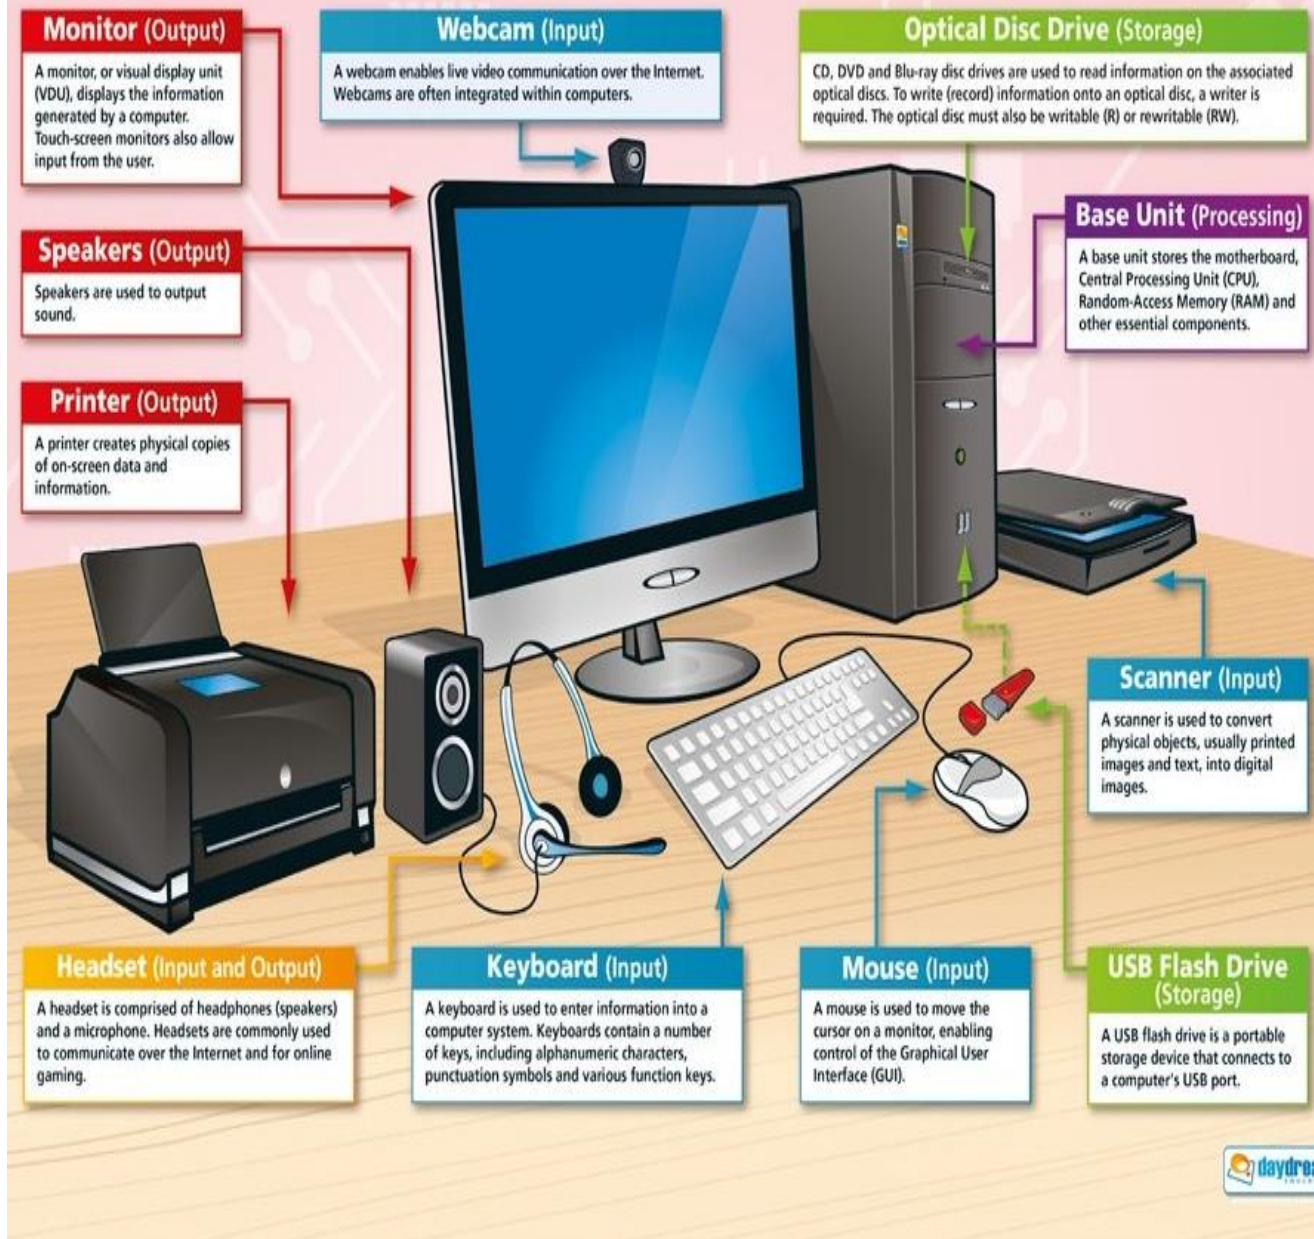 Monitor (Output)
A monitor, or visual display unit
(VDU), displays the information
generated by a computer.
Touch-screen monitors also allow
input from the user.
Webcam (Input)
A webcam enables live video communication over the Internet.
Webcams are often integrated within computers.
Optical Disc Drive (Storage)
CD, DVD and Blu-ray disc drives are used to read information on the associated
optical discs. To write (record) information onto an optical disc, a writer is
required. The optical disc must also be writable (R) or rewritable (RW).
Speakers (Output)
Speakers are used to output
sound.
Base Unit (Processing)
A base unit stores the motherboard,
Central Processing Unit (CPU),
Random-Access Memory (RAM) and
other essential components.
Printer (Output)
A printer creates physical copies
of on-screen data and
information.
Scanner (Input)
A scanner is used to convert
physical objects, usually printed
images and text, into digital
images.
Headset (Input and Output)
A headset is comprised of headphones (speakers)
and a microphone. Headsets are commonly used
to communicate over the Internet and for online
gaming.
Keyboard (Input)
A keyboard is used to enter information into a
computer system. Keyboards contain a number
of keys, including alphanumeric characters,
punctuation symbols and various function keys.
Mouse (Input)
A mouse is used to move the
cursor on a monitor, enabling
control of the Graphical User
Interface (GUI).
USB Flash Drive
(Storage)
A USB flash drive is a portable
storage device that connects to
a computer's USB port.